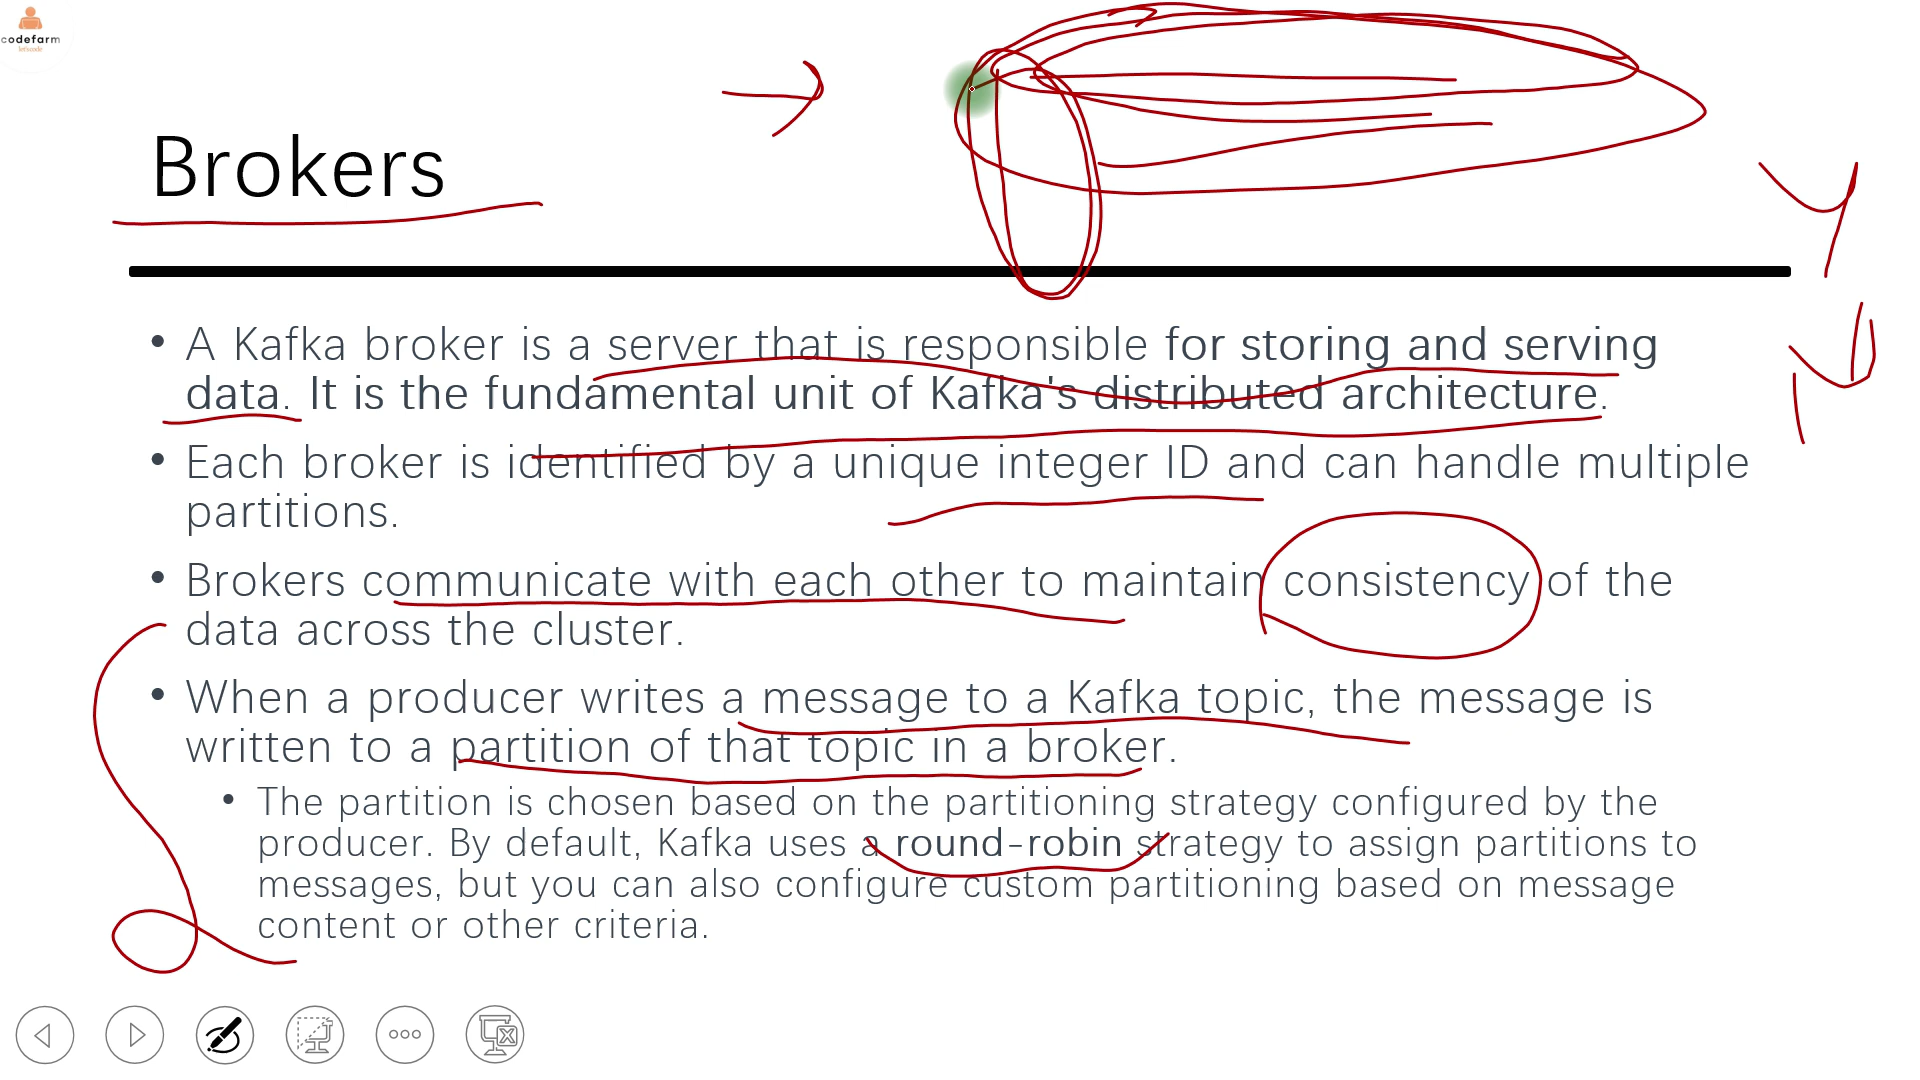 codefarm
let'scode
Brokers
• A Kafka broker is a server that is responsible for storing and serving
data. It is the fundamental unit of Kafka's distributed architecture.
• Each broker is identified by a unique integer ID and can handle multiple
partitions.
• Brokers communicate with each other to maintain consistency of the
data across the cluster.
• When a producer writes a message to a Kafka topic, the message is
written to a partition of that topic in a broker.
• The partition is chosen based on the partitioning strategy configured by the
producer. By default, Kafka uses a round-robin strategy to assign partitions to
messages, but you can also configure custom partitioning based on message
content or other criteria.